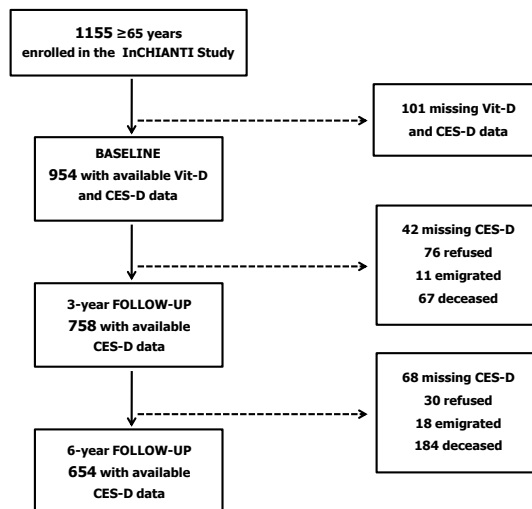 1155 ≥65 years
enrolled in the InCHIANTI Study
101 missing Vit-D
and CES-D data
BASELINE
954 with available Vit-D
and CES-D data
42 missing CES-D
76 refused
11 emigrated
67 deceased
3-year FOLLOW-UP
758 with available
CES-D data
68 missing CES-D
30 refused
18 emigrated
184 deceased
6-year FOLLOW-UP
654 with available
CES-D data